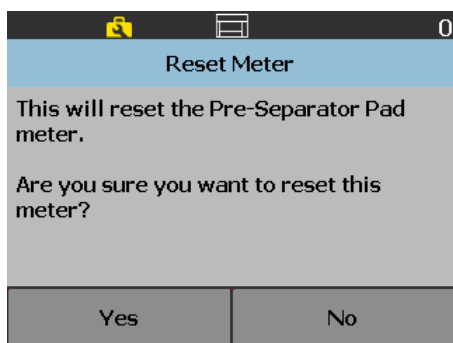 0
Reset Meter
This will reset the Pre-Separator Pad
meter.
Are you sure you want to reset this
meter?
Yes
No